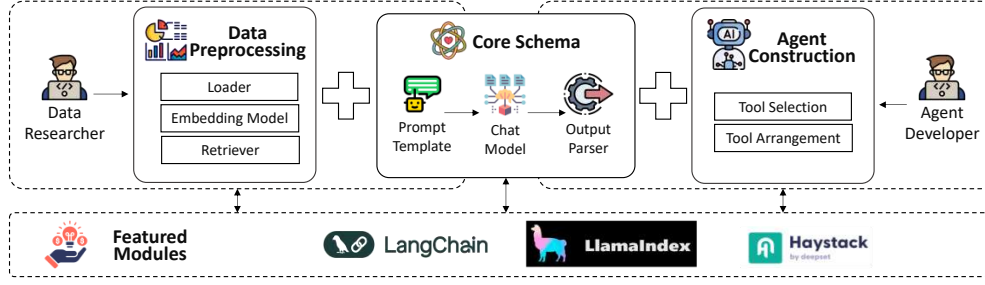 Data
Preprocessing
Core Schema
AI
Agent
Construction
Data
Researcher
Loader
Embedding Model
Retriever
Prompt
Template
Chat
Model
Output
Parser
Tool Selection
Tool Arrangement
Agent
Developer
Featured
Modules
LangChain
LlamaIndex
Haystack
by deepset